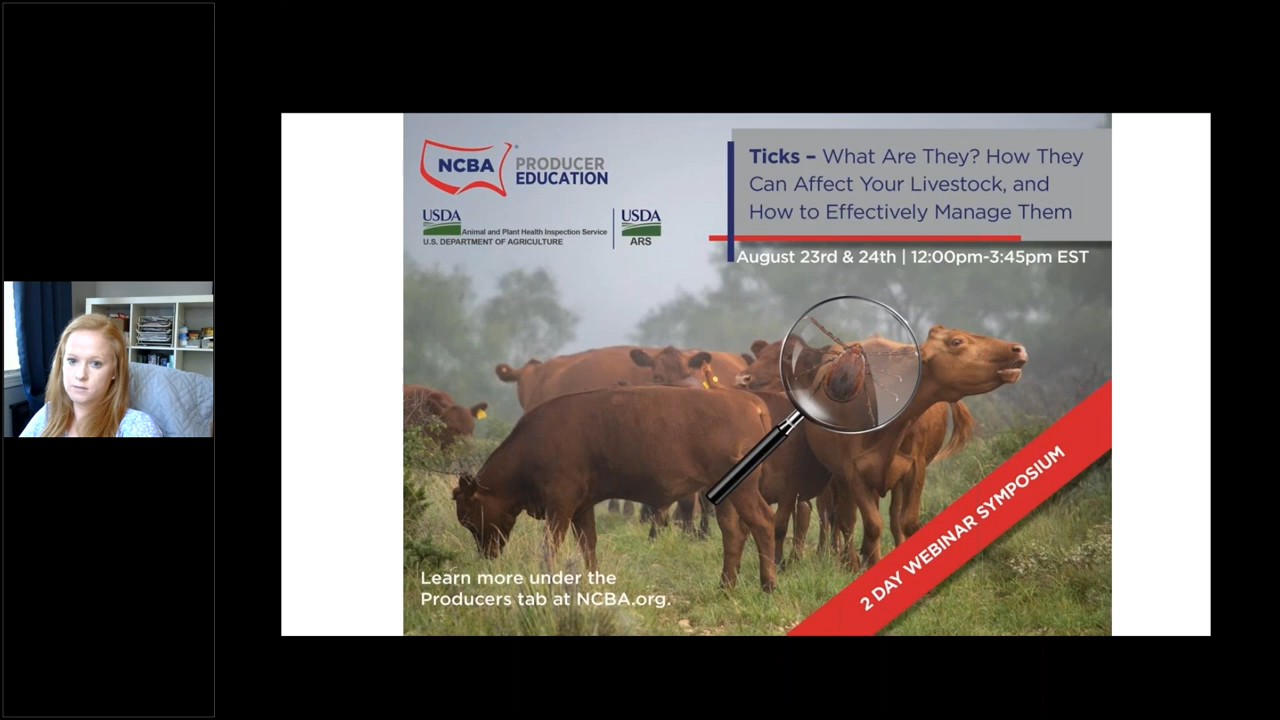 NCBA PRODUCER EDUCATION
USDA
Animal and Plant Health Inspection Service
U.S. DEPARTMENT OF AGRICULTURE
USDA
ARS
Ticks – What Are They? How They
Can Affect Your Livestock, and
How to Effectively Manage Them
August 23rd & 24th | 12:00pm-3:45pm EST
Learn more under the
Producers tab at NCBA.org.
2 DAY WEBINAR SYMPOSIUM